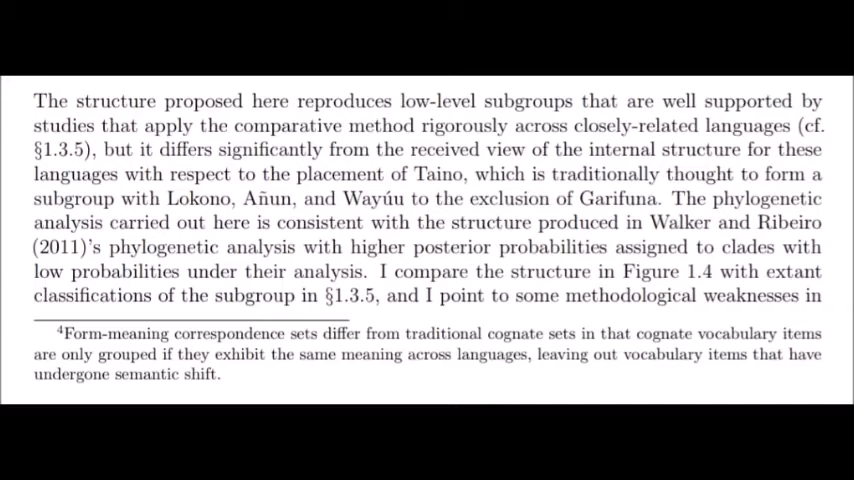 The structure proposed here reproduces low-level subgroups that are well supported by
studies that apply the comparative method rigorously across closely-related languages (cf.
§1.3.5), but it differs significantly from the received view of the internal structure for these
languages with respect to the placement of Taino, which is traditionally thought to form a
subgroup with Lokono, Añun, and Wayúu to the exclusion of Garifuna. The phylogenetic
analysis carried out here is consistent with the structure produced in Walker and Ribeiro
(2011)'s phylogenetic analysis with higher posterior probabilities assigned to clades with
low probabilities under their analysis. I compare the structure in Figure 1.4 with extant
classifications of the subgroup in §1.3.5, and I point to some methodological weaknesses in
⁴Form-meaning correspondence sets differ from traditional cognate sets in that cognate vocabulary items
are only grouped if they exhibit the same meaning across languages, leaving out vocabulary items that have
undergone semantic shift.